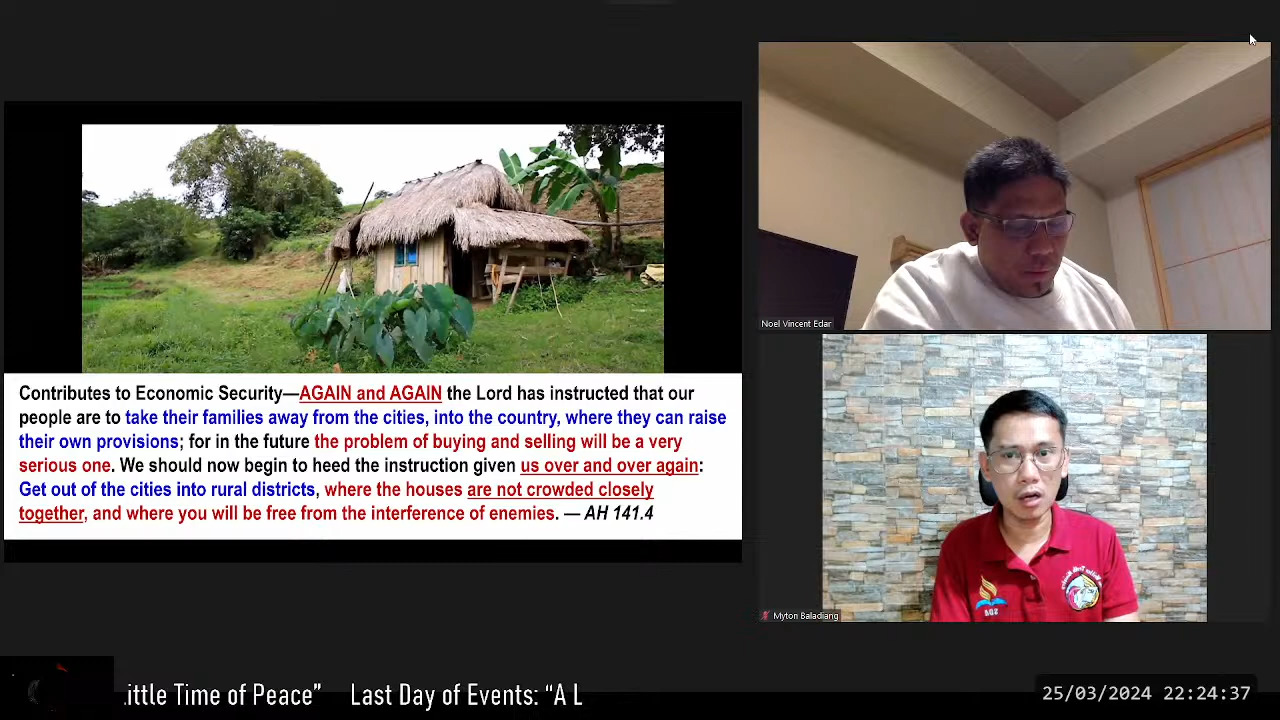 Contributes to Economic Security—AGAIN and AGAIN the Lord has instructed that our
people are to take their families away from the cities, into the country, where they can raise
their own provisions; for in the future the problem of buying and selling will be a very
serious one. We should now begin to heed the instruction given us over and over again:
Get out of the cities into rural districts, where the houses are not crowded closely
together, and where you will be free from the interference of enemies. — AH 141.4
Noel Vincent Edar
Myton Baladiang
ittle Time of Peace”     Last Day of Events: “A L
25/03/2024 22:24:37